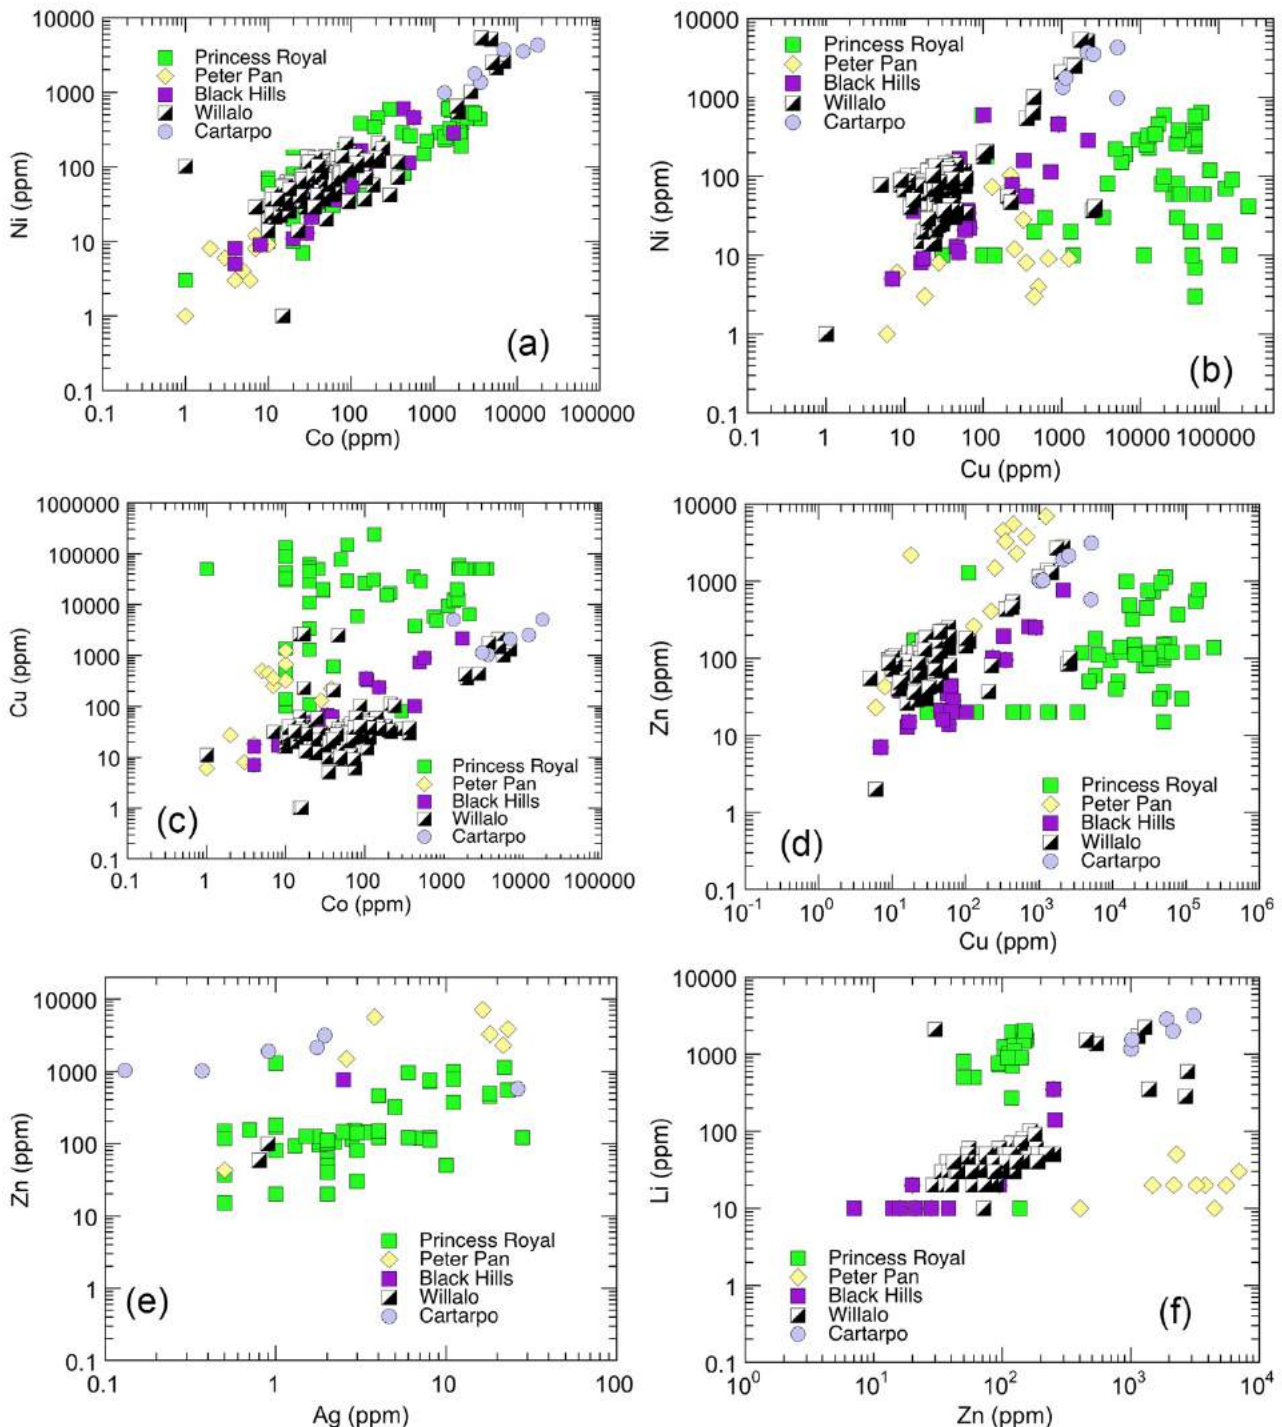 10000
1000
100
10
1
0.1
Ni (ppm)
Princess Royal
Peter Pan
Black Hills
Willalo
Cartarpo
(a)
0.1 1 10 100 1000 10000 100000
Co (ppm)
10000
1000
100
10
1
0.1
Ni (ppm)
Princess Royal
Peter Pan
Black Hills
Willalo
Cartarpo
(b)
0.1 1 10 100 1000 10000 100000
Cu (ppm)
1000000
100000
10000
1000
100
10
1
0.1
Cu (ppm)
Princess Royal
Peter Pan
Black Hills
Willalo
Cartarpo
(c)
0.1 1 10 100 1000 10000 100000
Co (ppm)
10000
1000
100
10
1
0.1
Zn (ppm)
Princess Royal
Peter Pan
Black Hills
Willalo
Cartarpo
(d)
10⁻¹ 10⁰ 10¹ 10² 10³ 10⁴ 10⁵ 10⁶
Cu (ppm)
10000
1000
100
10
1
0.1
Zn (ppm)
Princess Royal
Peter Pan
Black Hills
Willalo
Cartarpo
(e)
0.1 1 10 100
Ag (ppm)
10000
1000
100
10
1
0.1
Li (ppm)
Princess Royal
Peter Pan
Black Hills
Willalo
Cartarpo
(f)
10⁰ 10¹ 10² 10³ 10⁴
Zn (ppm)